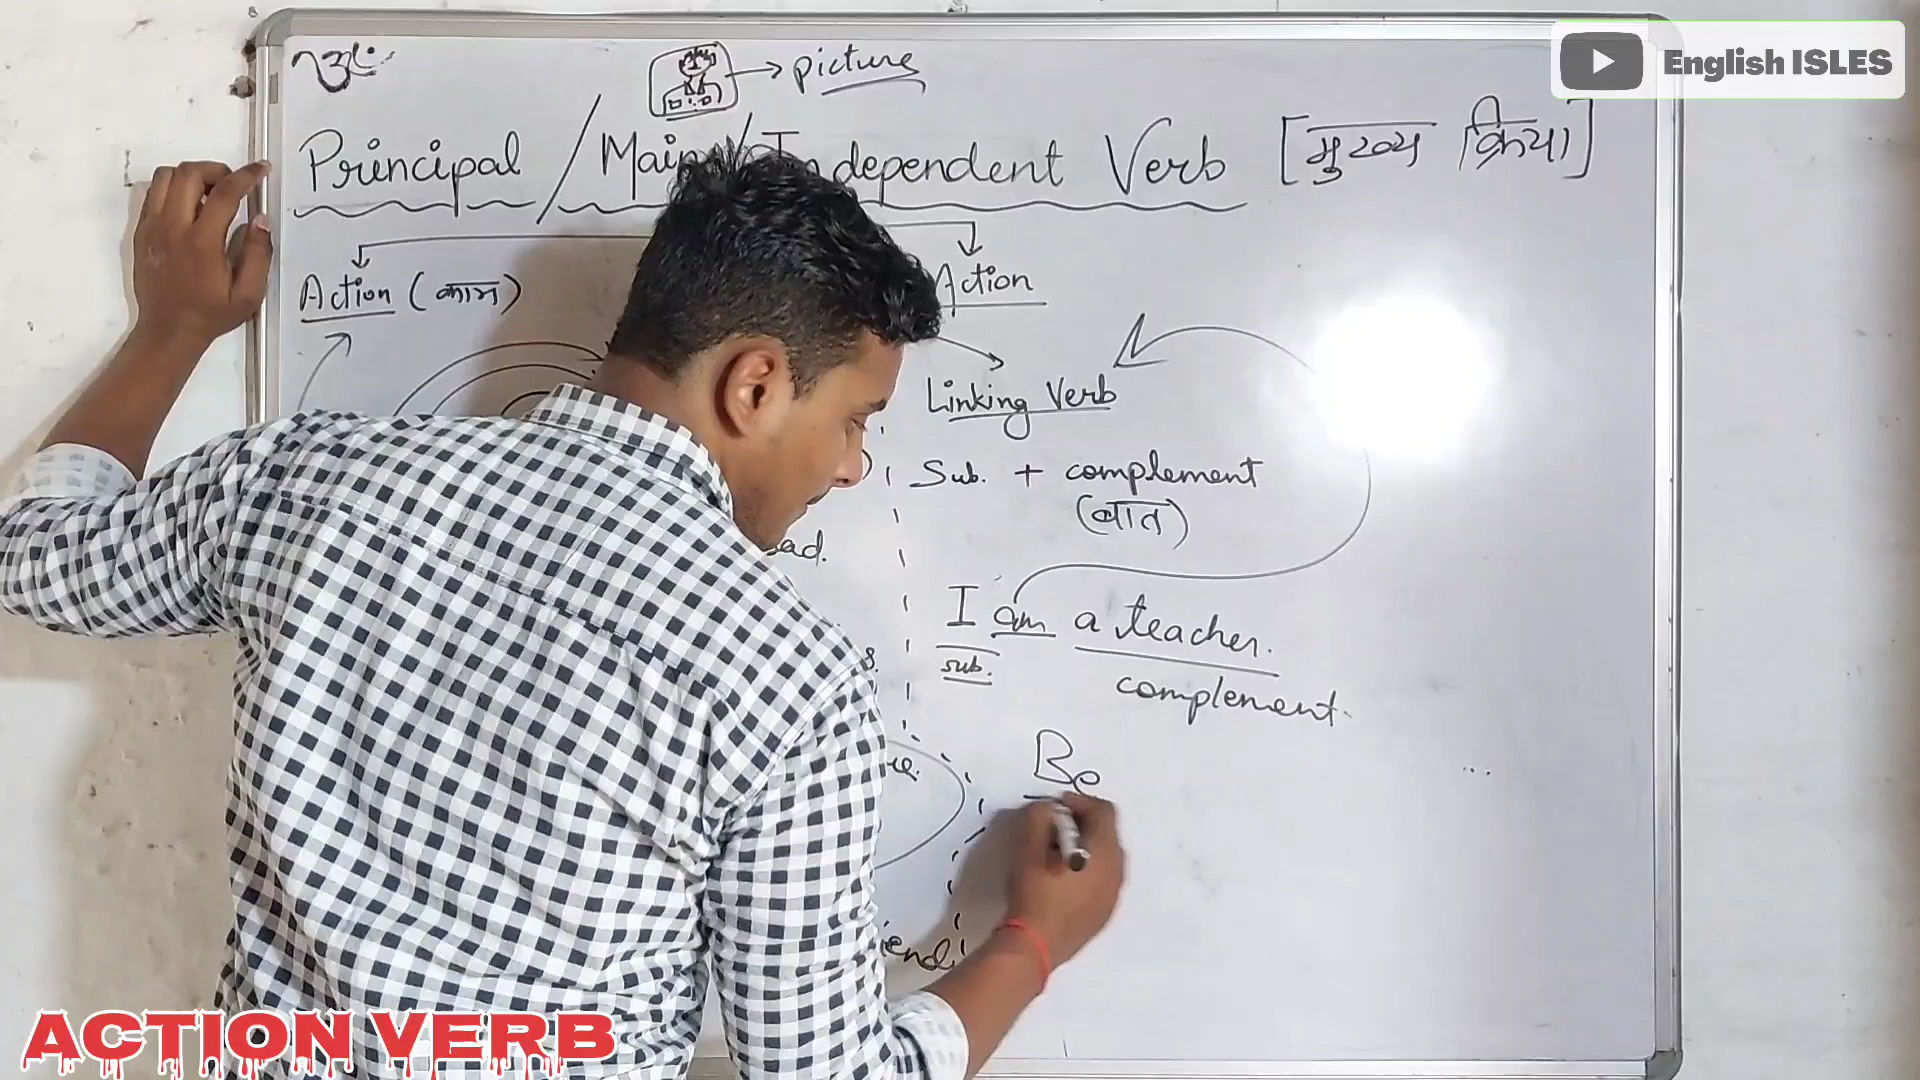 English ISLES
picture
Principal / Main / Independent Verb [मुख्य क्रिया]
Action (काम)
Action
Linking Verb
Sub. + complement
(बात)
I am a teacher.
sub.
complement.
Be
ACTION VERB